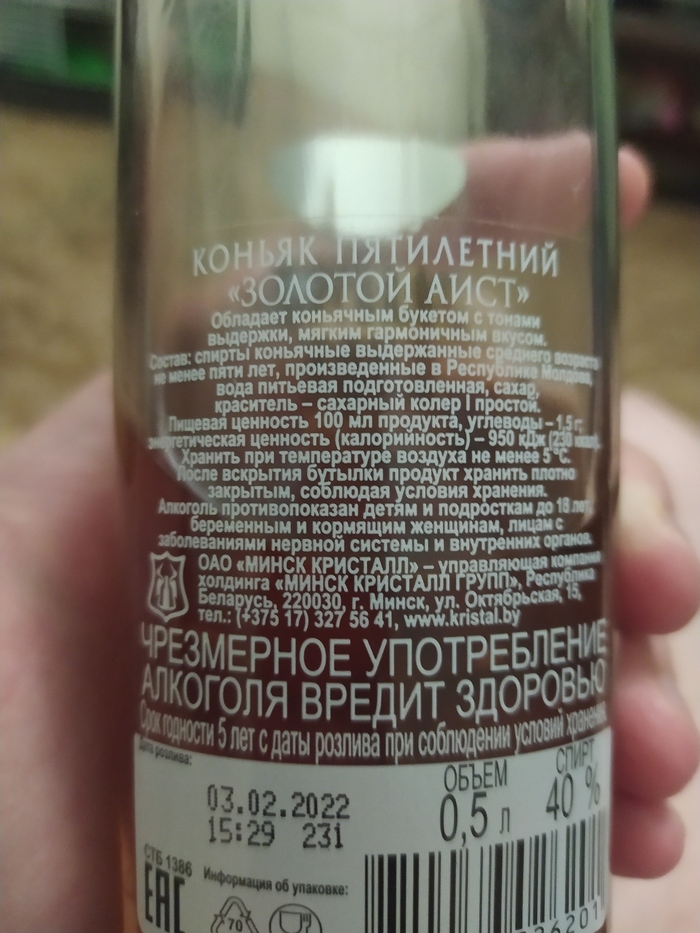 КОНЬЯК ПЯТИЛЕТНИЙ
«ЗОЛОТОЙ АИСТ»
Обладает коньячным букетом с тонами
выдержки, мягким гармоничным вкусом.
Состав: спирты коньячные выдержанные среднего возраста
не менее пяти лет, произведенные в Республике Молдова,
вода питьевая подготовленная, сахар,
краситель – сахарный колер I простой.
Пищевая ценность 100 мл продукта, углеводы – 1,5 г;
энергетическая ценность (калорийность) – 950 кДж (230 ккал).
Хранить при температуре воздуха не менее 5 °С.
После вскрытия бутылки продукт хранить плотно
закрытым, соблюдая условия хранения.
Алкоголь противопоказан детям и подросткам до 18 лет,
беременным и кормящим женщинам, лицам с
заболеваниями нервной системы и внутренних органов.
ОАО «МИНСК КРИСТАЛЛ» – управляющая компания
холдинга «МИНСК КРИСТАЛЛ ГРУПП», Республика
Беларусь, 220030, г. Минск, ул. Октябрьская, 15,
тел.: (+375 17) 327 56 41, www.kristal.by
ЧРЕЗМЕРНОЕ УПОТРЕБЛЕНИЕ
АЛКОГОЛЯ ВРЕДИТ ЗДОРОВЬЮ
Срок годности 5 лет с даты розлива при соблюдении условий хранения
Дата розлива:
03.02.2022
15:29 231
ОБЪЕМ
0,5 л
СПИРТ
40 %
СТБ 1386
ЕАС
Информация об упаковке:
70